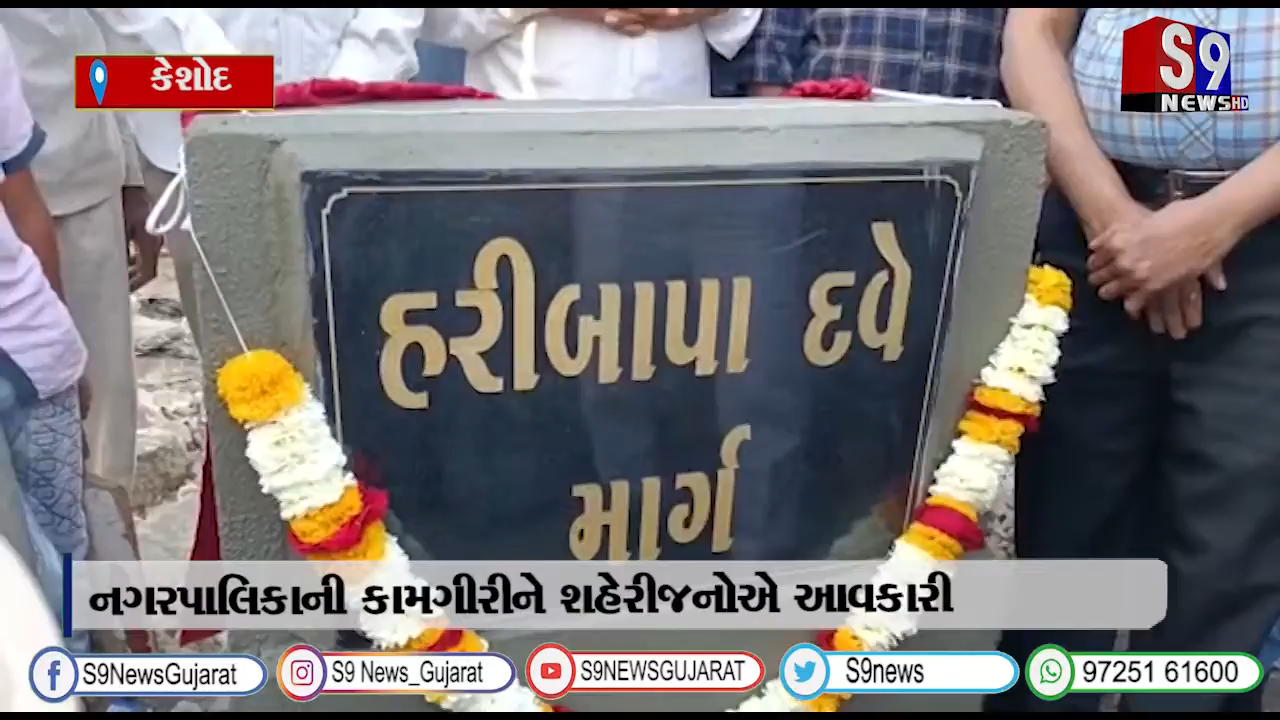 કેશોદ
S9
NEWS HD
હરીબાપા દવે
માર્ગ
નગરપાલિકાની કામગીરીને શહેરીજનોએ આવકારી
S9NewsGujarat
S9 News_Gujarat
S9NEWSGUJARAT
S9news
97251 61600